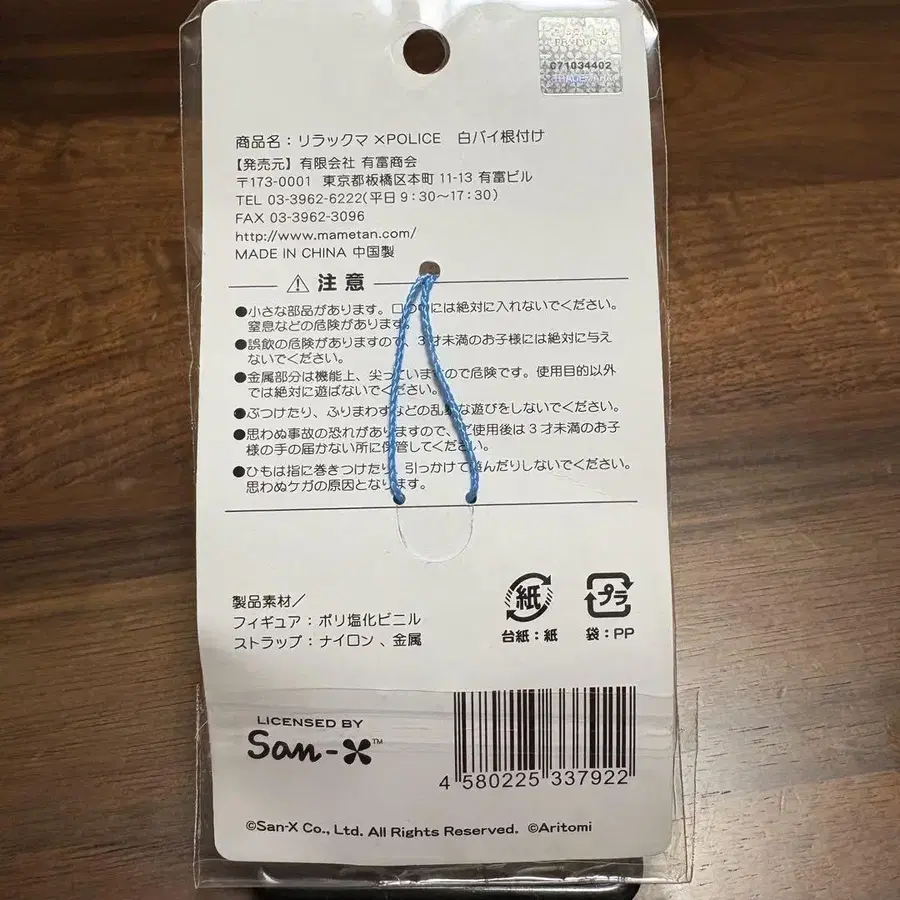 071034402
TRADEMARK
商品名：リラックマ×POLICE 白バイ根付け
【発売元】有限会社 有富商会
〒173-0001 東京都板橋区本町 11-13 有富ビル
TEL 03-3962-6222(平日 9：30〜17：30)
FAX 03-3962-3096
http://www.mametan.com/
MADE IN CHINA 中国製
注意
●小さな部品があります。口の中には絶対に入れないでください。
窒息などの危険があります。
●誤飲の危険がありますので、3才未満のお子様には絶対に与え
ないでください。
●金属部分は機能上、尖っていますので危険です。使用目的以外
では絶対に遊ばないでください。
●ぶつけたり、ふりまわすなどの乱暴な遊びをしないでください。
●思わぬ事故の恐れがありますので、ご使用後は3才未満のお子
様の手の届かない所に保管してください。
●ひもは指に巻きつけたり、引っかけて遊んだりしないでください。
思わぬケガの原因となります。
製品素材／
フィギュア：ポリ塩化ビニル
ストラップ：ナイロン、金属
紙
プラ
台紙：紙
袋：PP
LICENSED BY
San-X™
4 580225 337922
©San-X Co., Ltd. All Rights Reserved. ©Aritomi